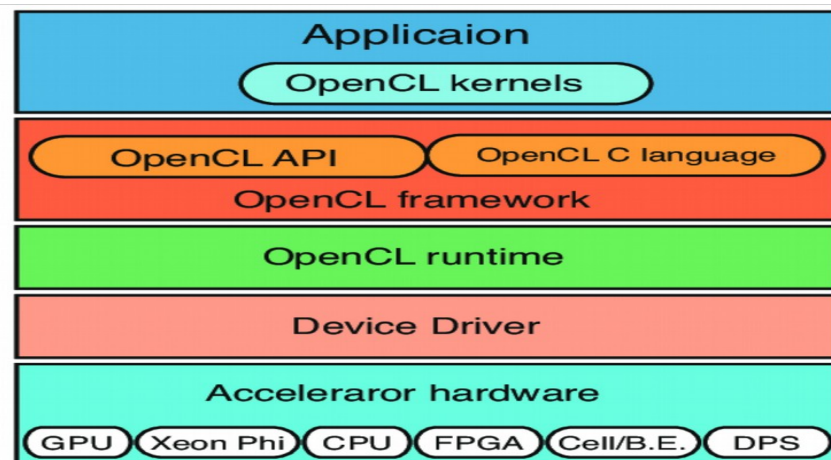 Applicaion
OpenCL kernels
OpenCL API OpenCL C language
OpenCL framework
OpenCL runtime
Device Driver
Acceleraror hardware
GPU Xeon Phi CPU FPGA Cell/B.E. DPS